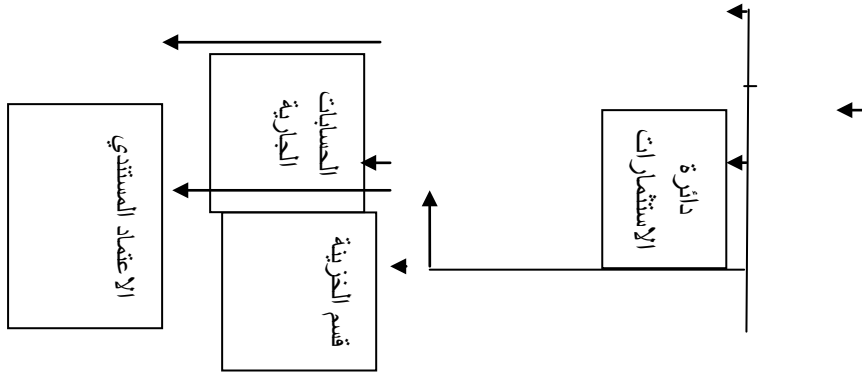 دائرة
الاستثمارات
الحسابات
الجارية
قسم الخزينة
الاعتماد المستندي